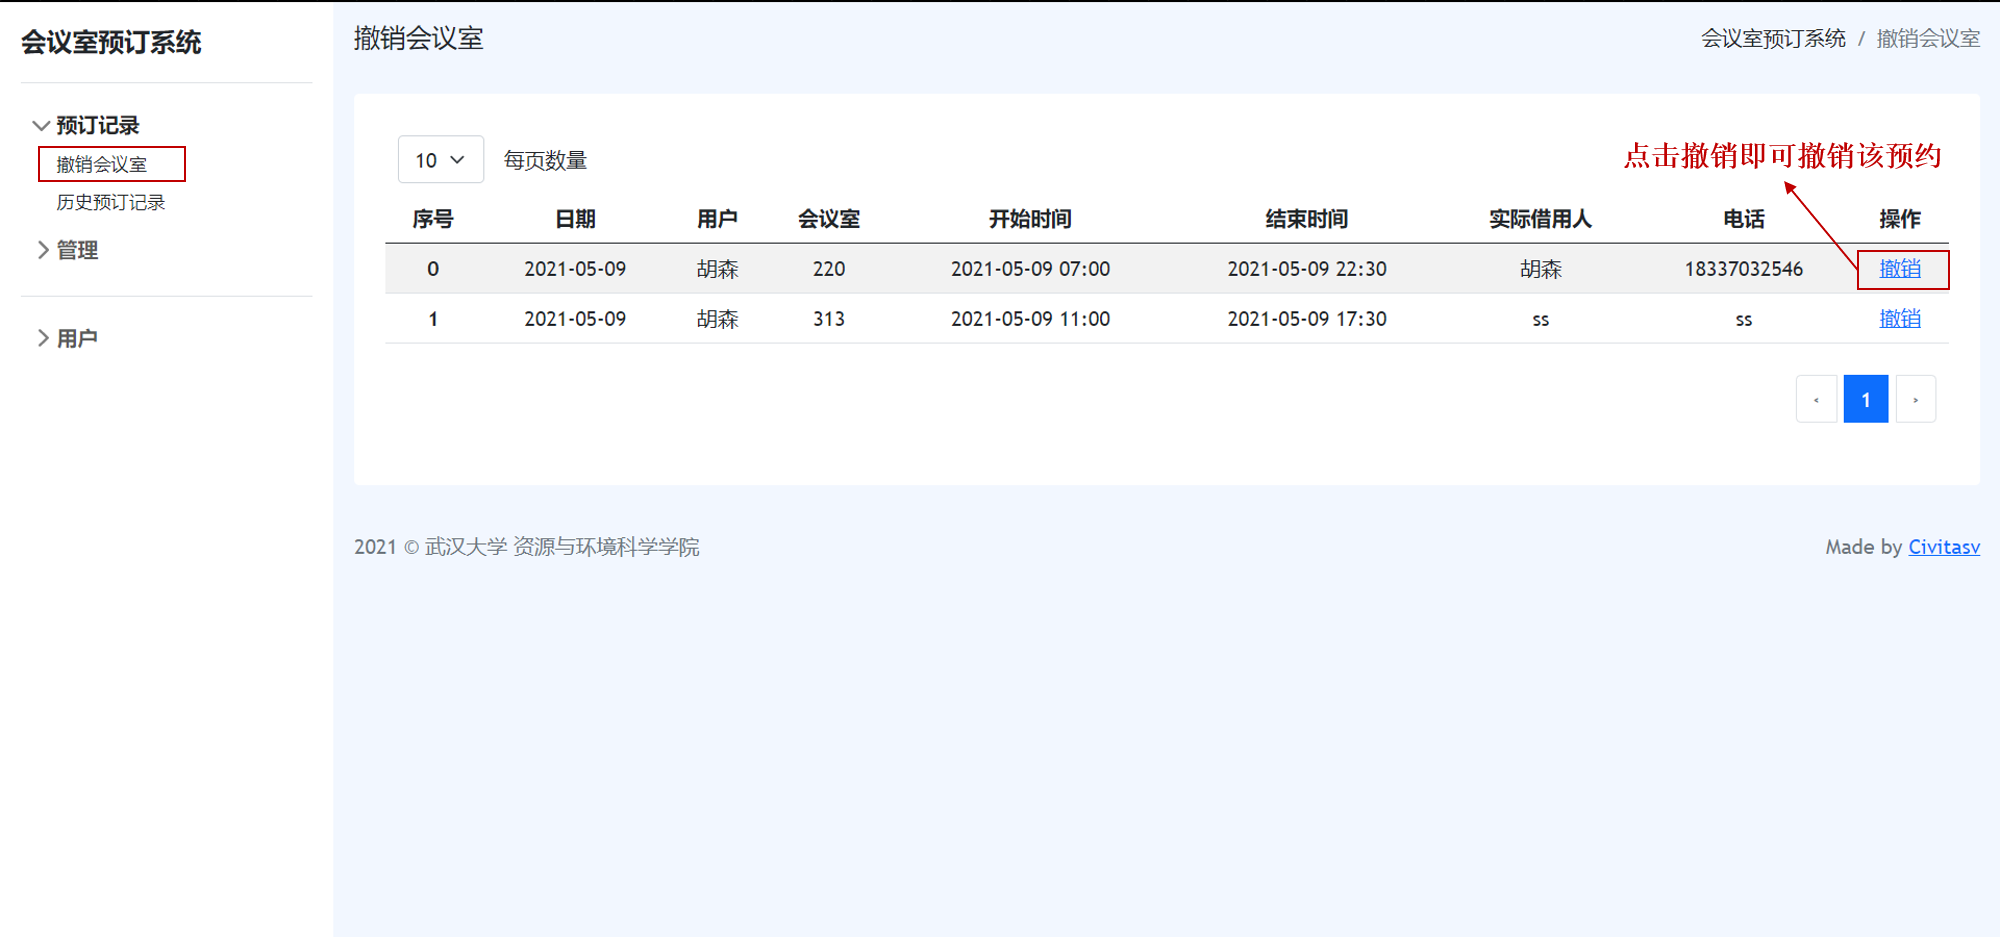 会议室预订系统
预订记录
撤销会议室
历史预订记录
管理
用户
撤销会议室
会议室预订系统 / 撤销会议室
10 每页数量
点击撤销即可撤销该预约
序号 日期 用户 会议室 开始时间 结束时间 实际借用人 电话 操作
0 2021-05-09 胡森 220 2021-05-09 07:00 2021-05-09 22:30 胡森 18337032546 撤销
1 2021-05-09 胡森 313 2021-05-09 11:00 2021-05-09 17:30 ss ss 撤销
‹ 1 ›
2021 © 武汉大学 资源与环境科学学院
Made by Civitasv